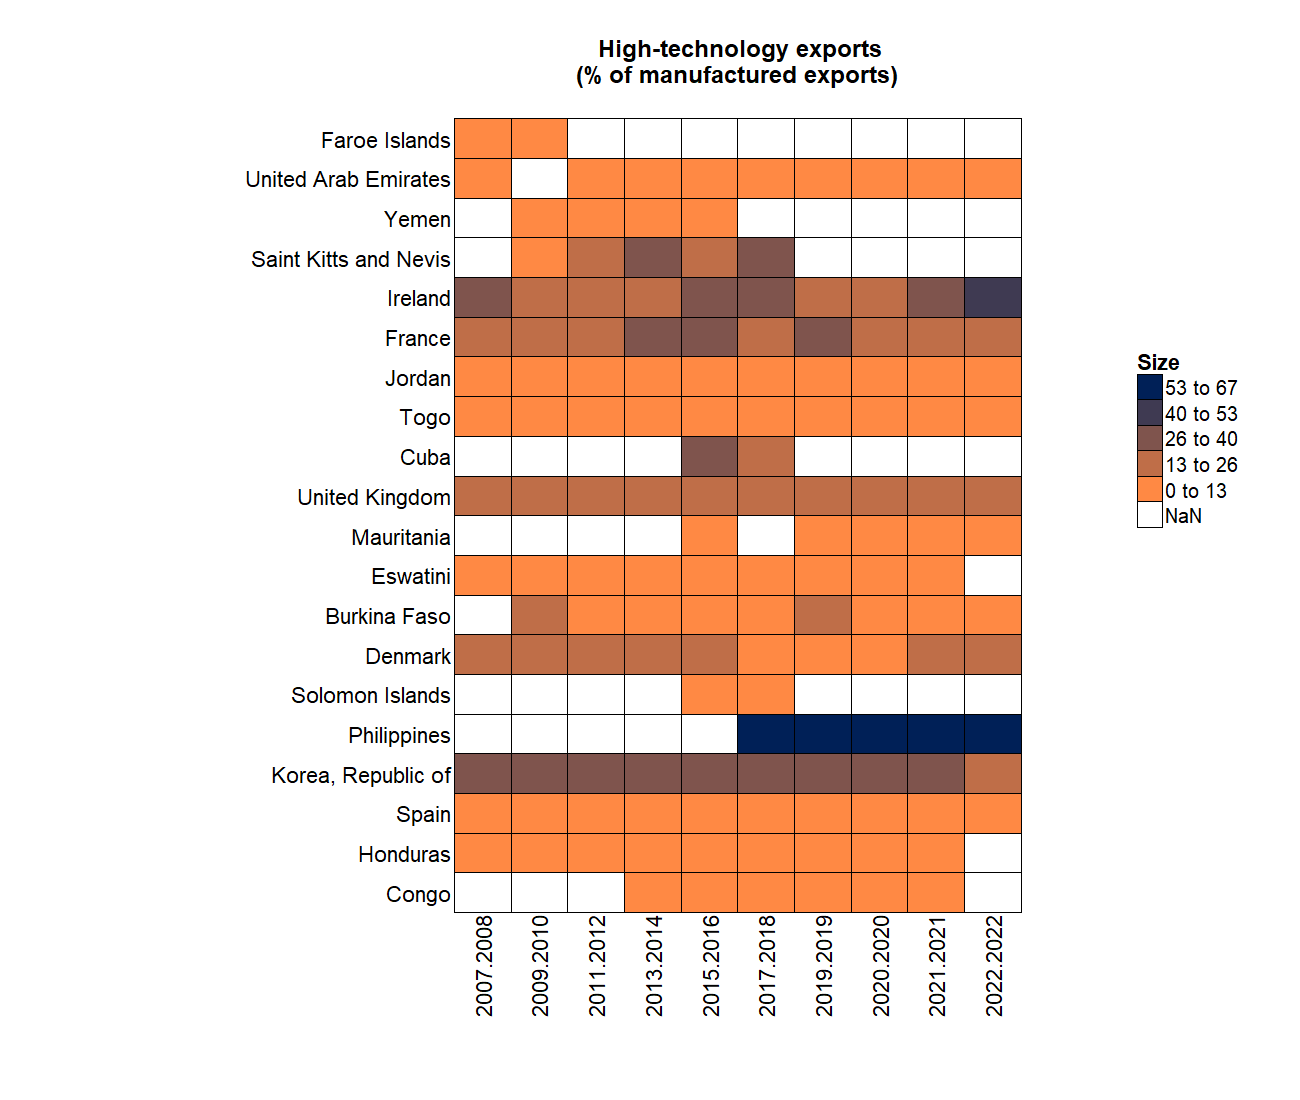 High-technology exports
(% of manufactured exports)
Faroe Islands
United Arab Emirates
Yemen
Saint Kitts and Nevis
Ireland
France
Jordan
Togo
Cuba
United Kingdom
Mauritania
Eswatini
Burkina Faso
Denmark
Solomon Islands
Philippines
Korea, Republic of
Spain
Honduras
Congo
2007.2008
2009.2010
2011.2012
2013.2014
2015.2016
2017.2018
2019.2019
2020.2020
2021.2021
2022.2022
Size
53 to 67
40 to 53
26 to 40
13 to 26
0 to 13
NaN